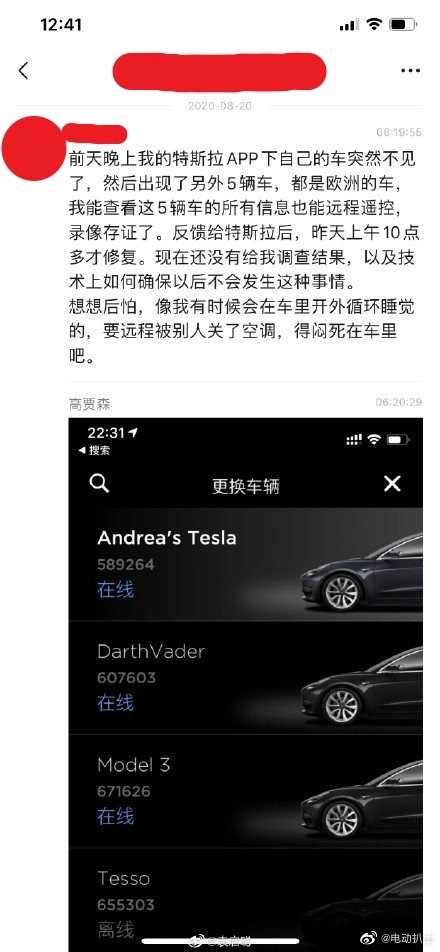 12:41
2020-08-20
06:19:55
前天晚上我的特斯拉APP下自己的车突然不见
了，然后出现了另外5辆车，都是欧洲的车，
我能查看这5辆车的所有信息也能远程遥控，
录像存证了。反馈给特斯拉后，昨天上午10点
多才修复。现在还没有给我调查结果，以及技
术上如何确保以后不会发生这种事情。
想想后怕，像我有时候会在车里开外循环睡觉
的，要远程被别人关了空调，得闷死在车里
吧。
高贾森
06:20:29
22:31
搜索
更换车辆
Andrea's Tesla
589264
在线
DarthVader
607603
在线
Model 3
671626
在线
Tesso
655303
离线
@袁启聪
@电动扒